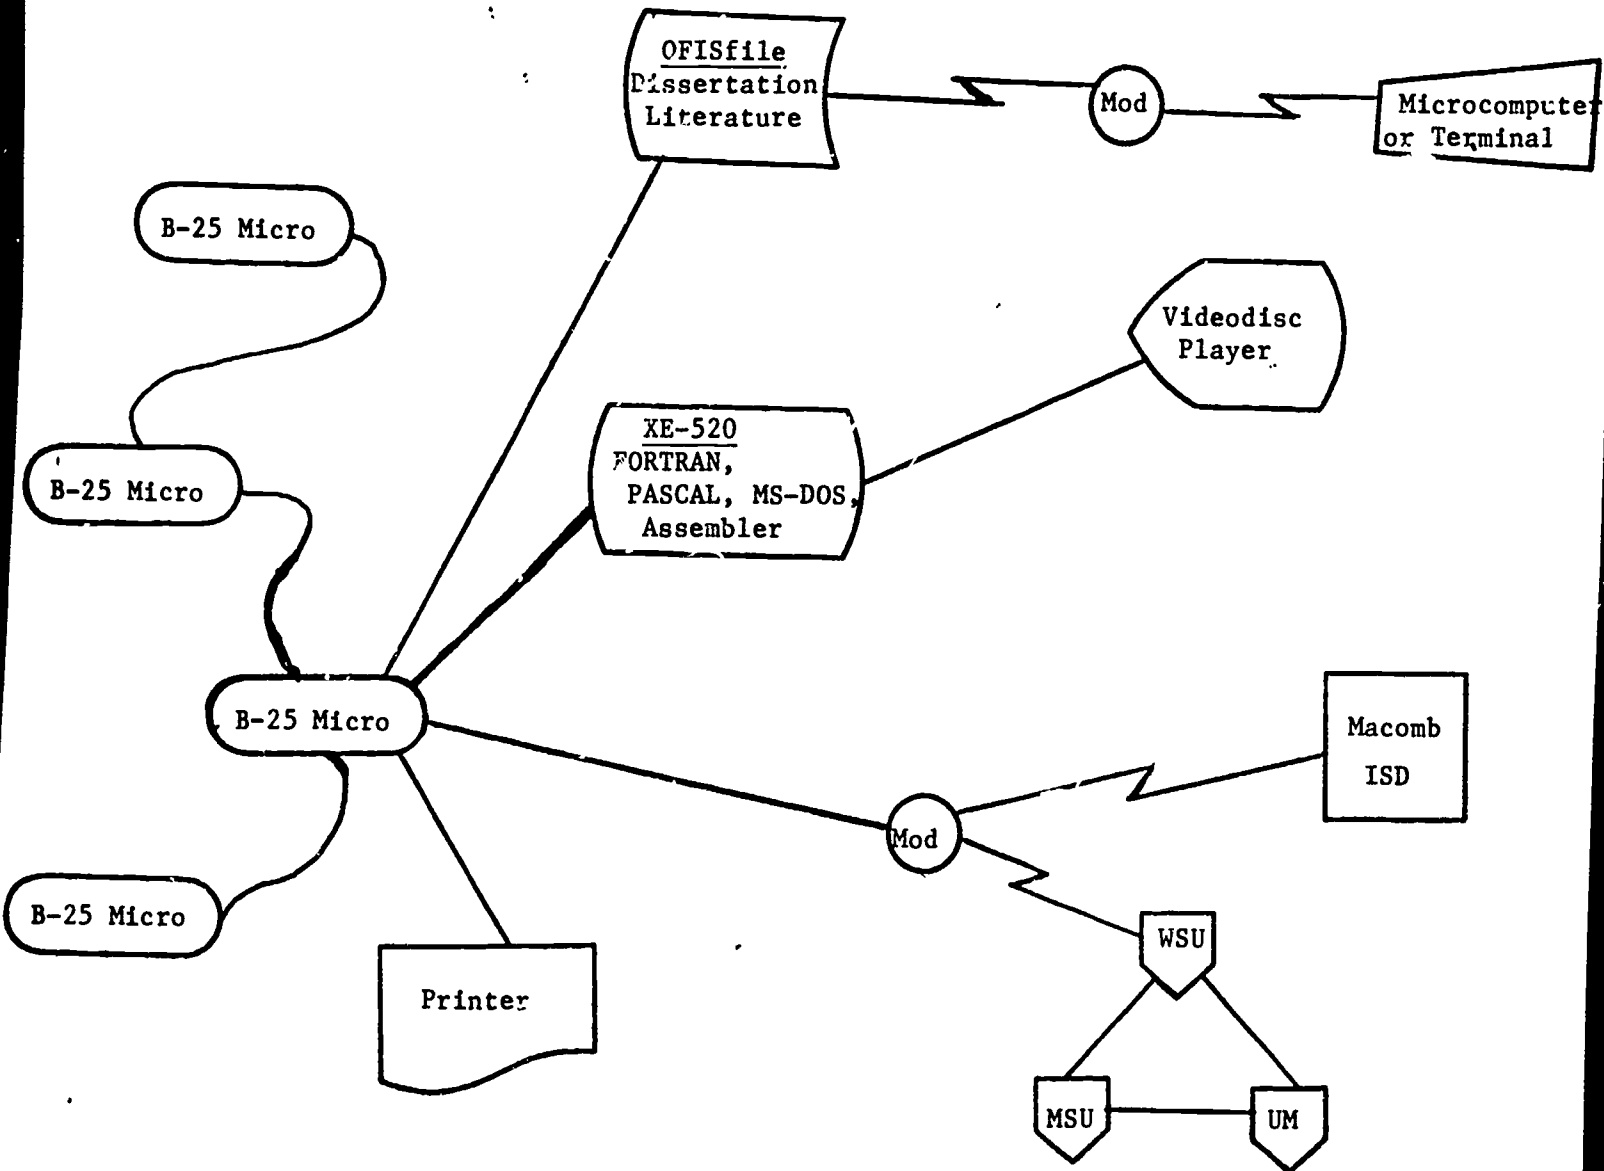 OFISfile
Dissertation
Literature
Mod
Microcomputer
or Terminal
B-25 Micro
Videodisc
Player
XE-520
FORTRAN,
PASCAL, MS-DOS,
Assembler
B-25 Micro
B-25 Micro
Macomb
ISD
Mod
B-25 Micro
WSU
Printer
MSU
UM